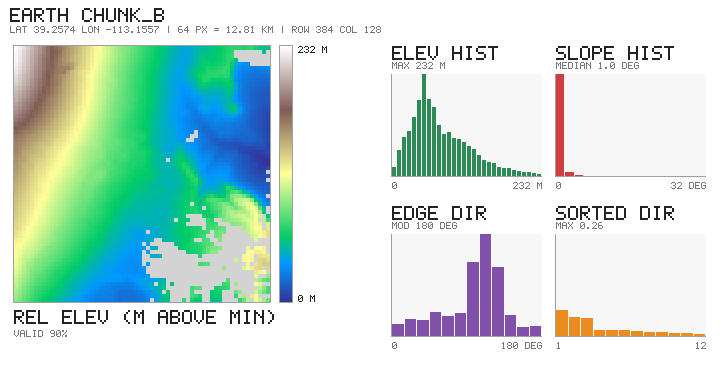 EARTH CHUNK_B
LAT 39.2574 LON -113.1557 | 64 PX = 12.81 KM | ROW 384 COL 128
232 M
0 M
REL ELEV (M ABOVE MIN)
VALID 90%
ELEV HIST
MAX 232 M
0 232 M
SLOPE HIST
MEDIAN 1.0 DEG
0 32 DEG
EDGE DIR
MOD 180 DEG
0 180 DEG
SORTED DIR
MAX 0.26
1 12